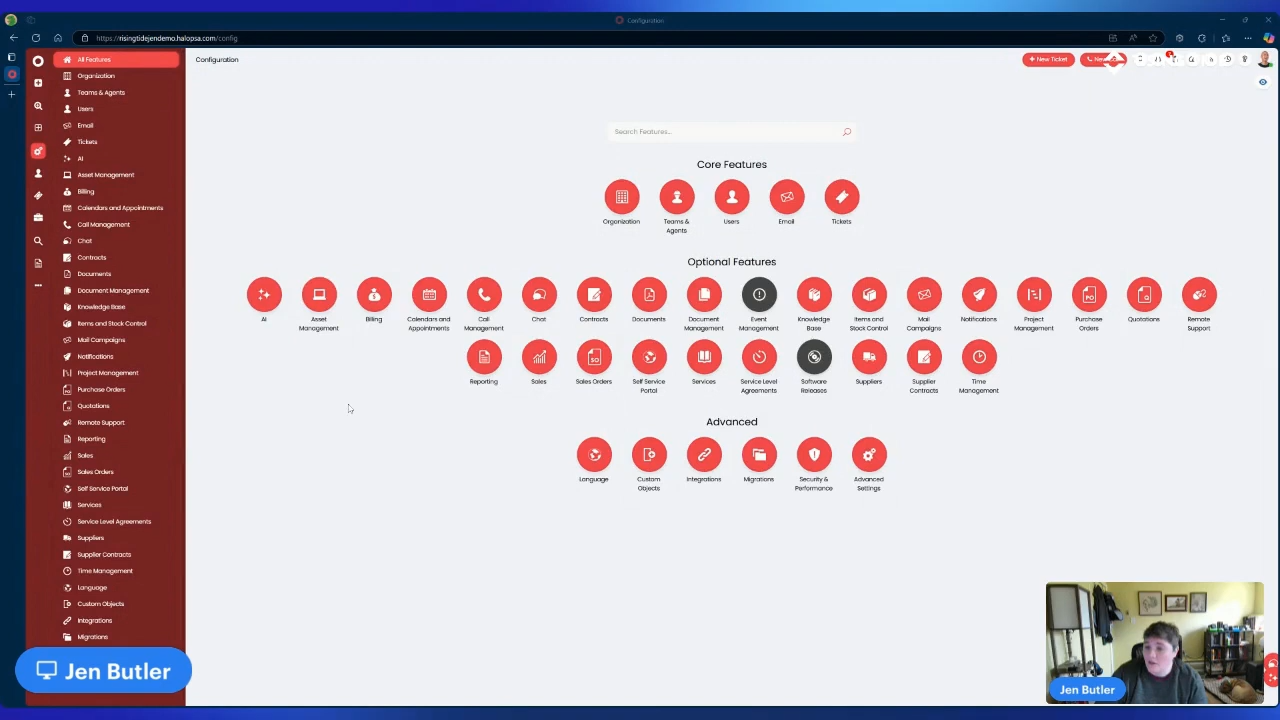 Configuration
https://risingtidejendemo.halopsa.com/config
All Features
Organization
Teams & Agents
Users
Email
Tickets
AI
Asset Management
Billing
Calendars and Appointments
Call Management
Chat
Contracts
Documents
Document Management
Knowledge Base
Items and Stock Control
Mail Campaigns
Notifications
Project Management
Purchase Orders
Quotations
Remote Support
Reporting
Sales
Sales Orders
Self Service Portal
Services
Service Level Agreements
Suppliers
Supplier Contracts
Time Management
Language
Custom Objects
Integrations
Migrations
Jen Butler
Configuration
+ New Ticket
New
Search Features...
Core Features
Organization
Teams &
Agents
Users
Email
Tickets
Optional Features
AI
Asset
Management
Billing
Calendars and
Appointments
Call
Management
Chat
Contracts
Documents
Document
Management
Event
Management
Knowledge
Base
Items and
Stock Control
Mail
Campaigns
Notifications
Project
Management
Purchase
Orders
Quotations
Remote
Support
Reporting
Sales
Sales Orders
Self Service
Portal
Services
Service Level
Agreements
Software
Releases
Suppliers
Supplier
Contracts
Time
Management
Advanced
Language
Custom
Objects
Integrations
Migrations
Security &
Performance
Advanced
Settings
Jen Butler